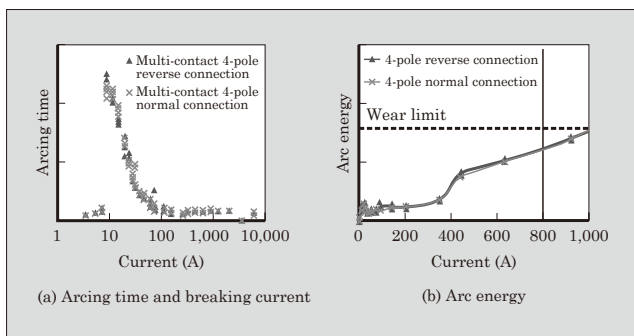 Multi-contact 4-pole
reverse connection
Multi-contact 4-pole
normal connection
Arcing time
1
10
100
1,000
10,000
Current (A)
(a) Arcing time and breaking current
4-pole reverse connection
4-pole normal connection
Wear limit
Arc energy
0
200
400
600
800
1,000
Current (A)
(b) Arc energy